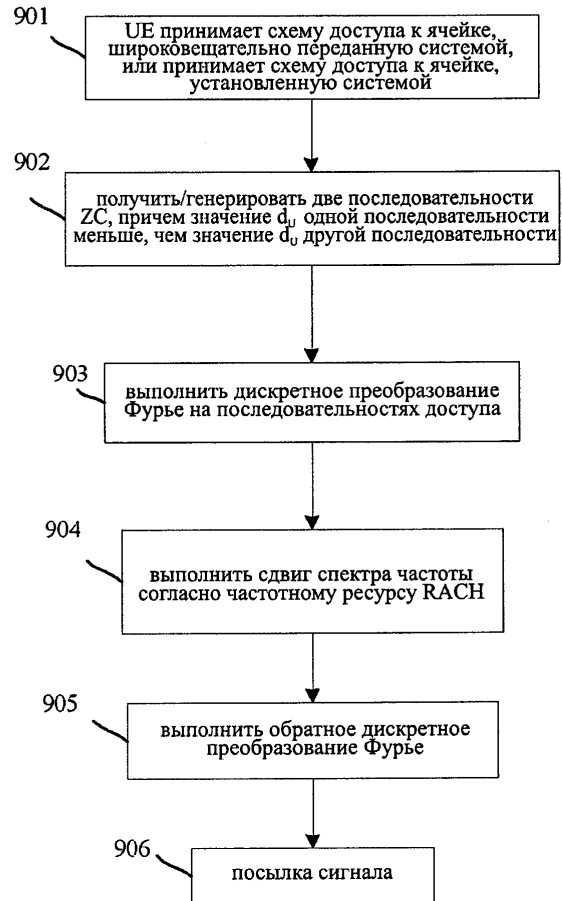 901
UE принимает схему доступа к ячейке,
широковещательно переданную системой,
или принимает схему доступа к ячейке,
установленную системой
902
получить/генерировать две последовательности
ZC, причем значение dᵤ одной последовательности
меньше, чем значение dᵤ другой последовательности
903
выполнить дискретное преобразование
Фурье на последовательностях доступа
904
выполнить сдвиг спектра частоты
согласно частотному ресурсу RACH
905
выполнить обратное дискретное
преобразование Фурье
906
посылка сигнала